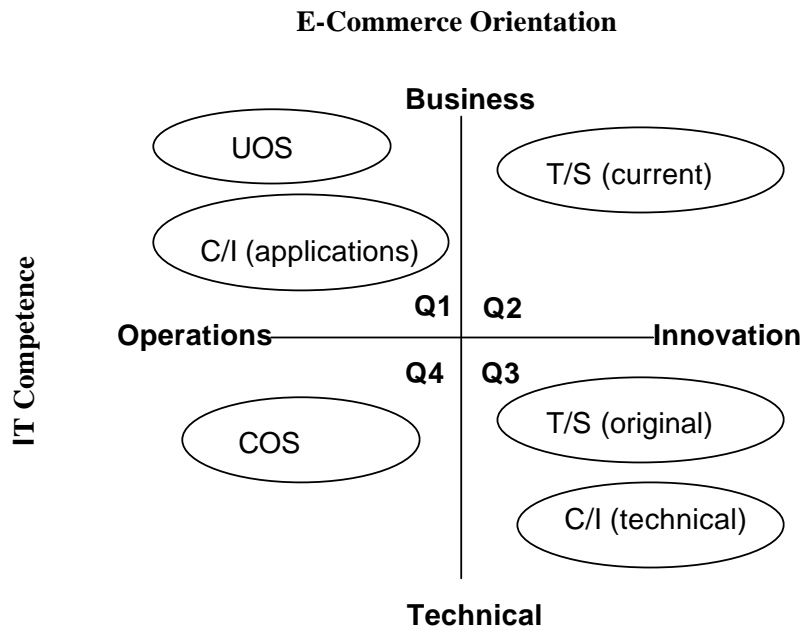 E-Commerce Orientation
Business
UOS
T/S (current)
C/I (applications)
Q1 Q2
Operations Innovation
IT Competence
Q4 Q3
T/S (original)
COS
C/I (technical)
Technical